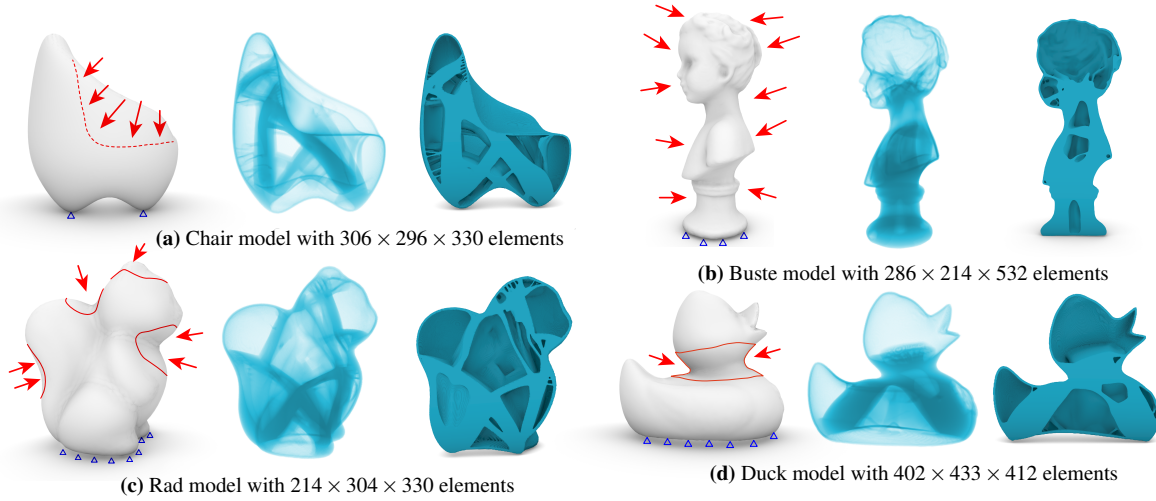 (a) Chair model with 306 × 296 × 330 elements
(b) Buste model with 286 × 214 × 532 elements
(c) Rad model with 214 × 304 × 330 elements
(d) Duck model with 402 × 433 × 412 elements